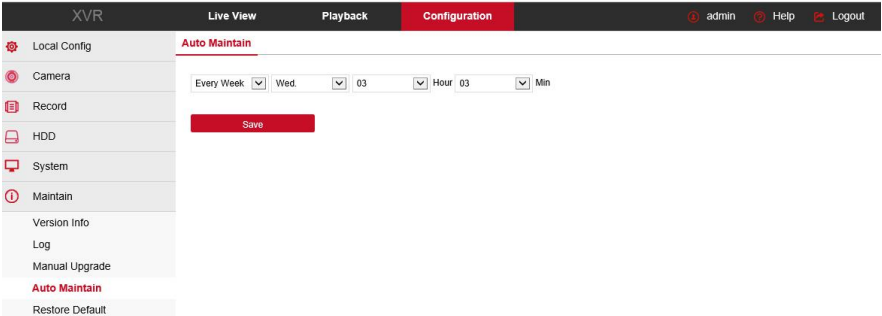 XVR Live View Playback Configuration admin Help Logout
Local Config
Camera
Record
HDD
System
Maintain
Version Info
Log
Manual Upgrade
Auto Maintain
Restore Default
Auto Maintain
Every Week Wed. 03 Hour 03 Min
Save